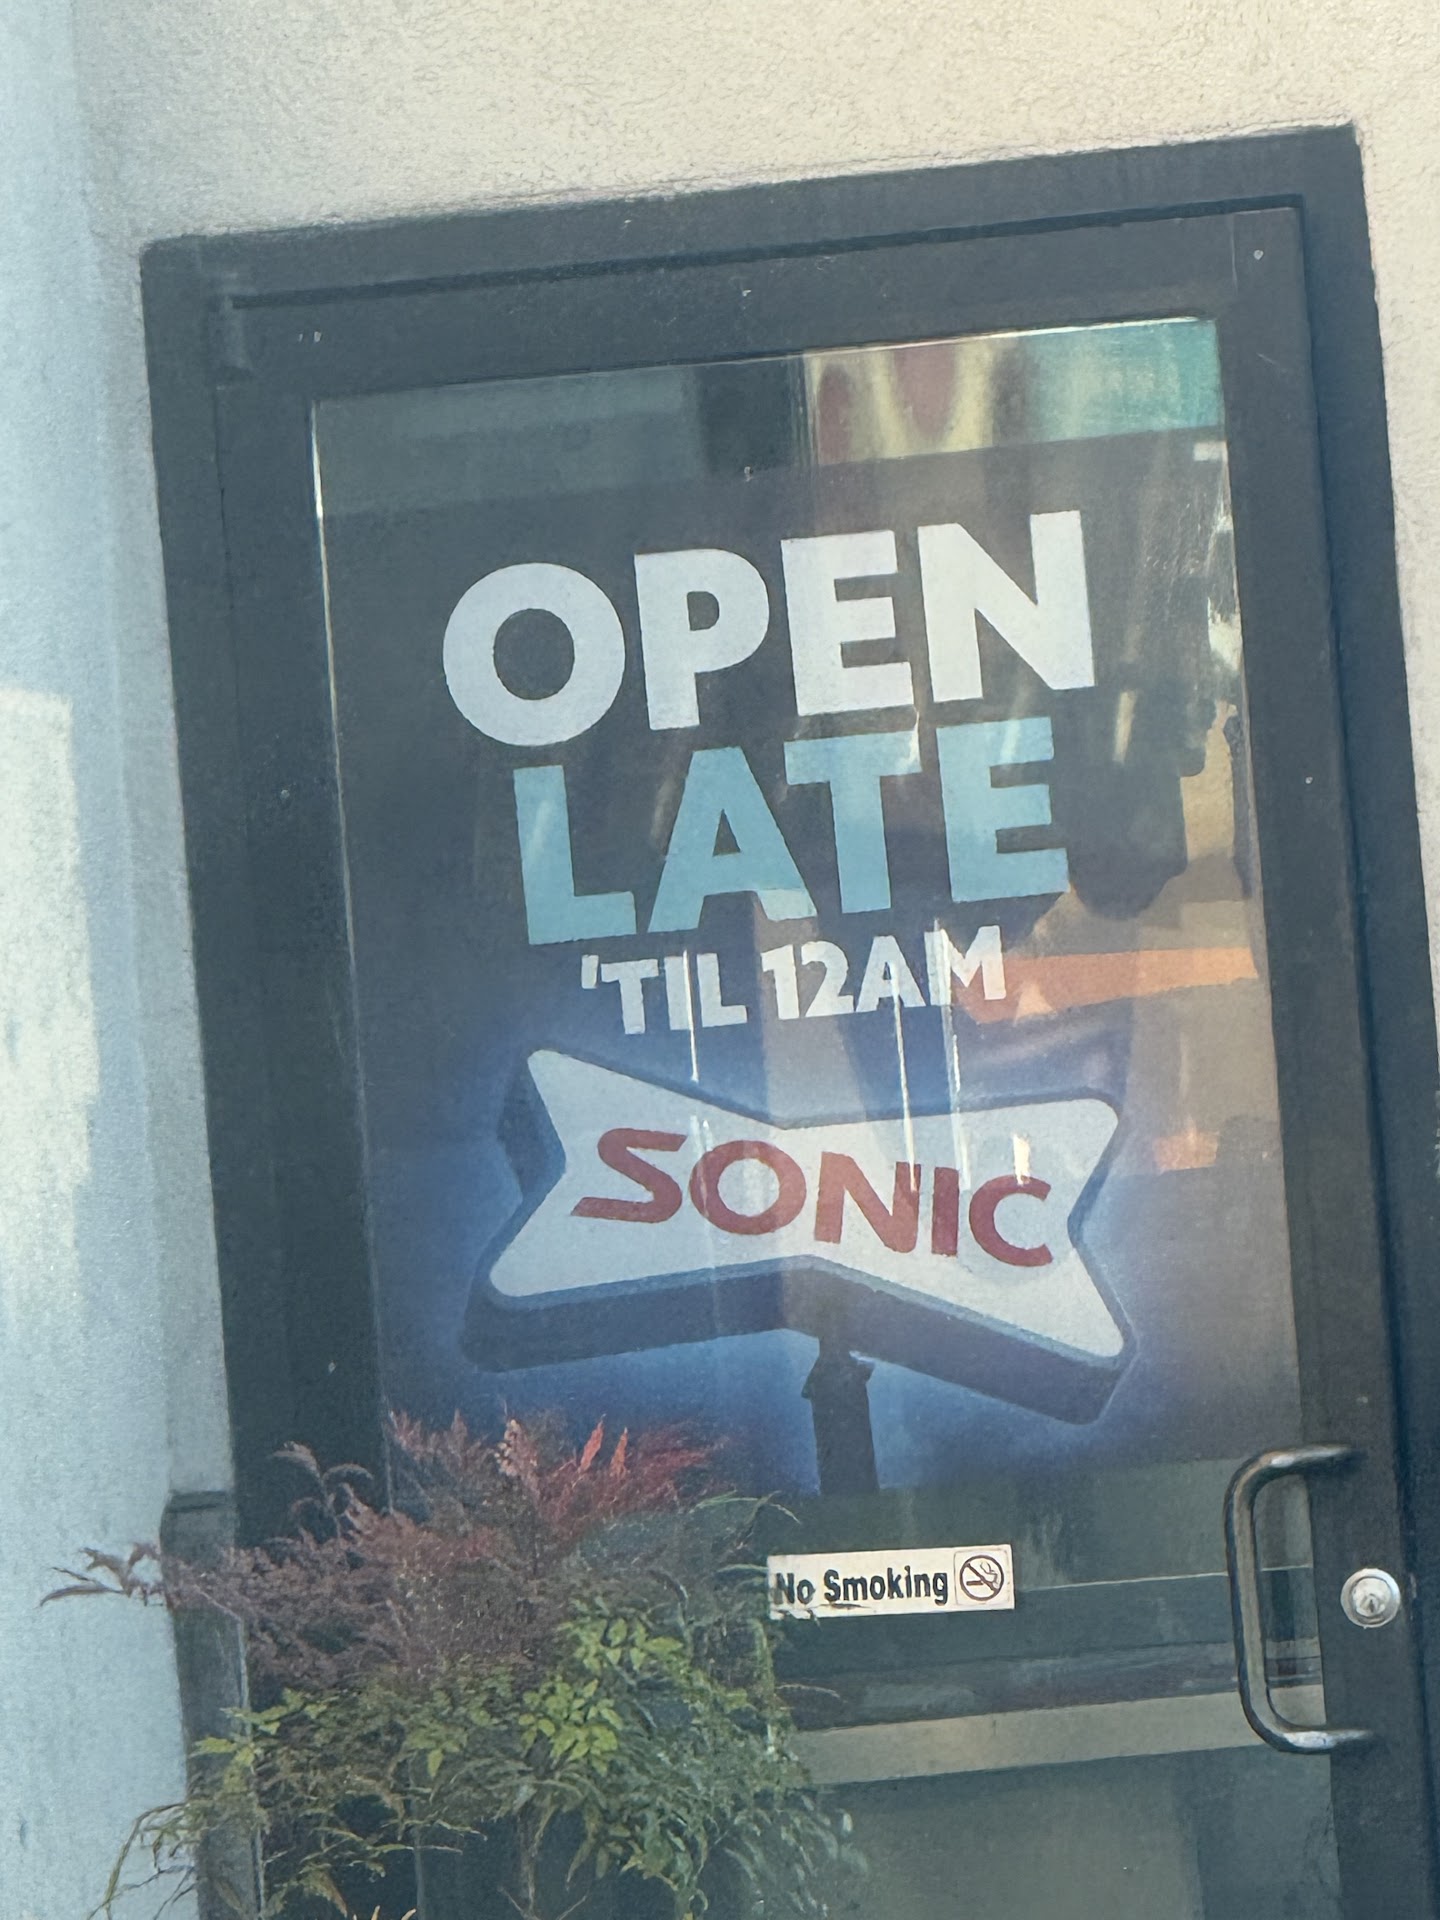 OPEN
LATE
'TIL 12AM
SONIC
No Smoking